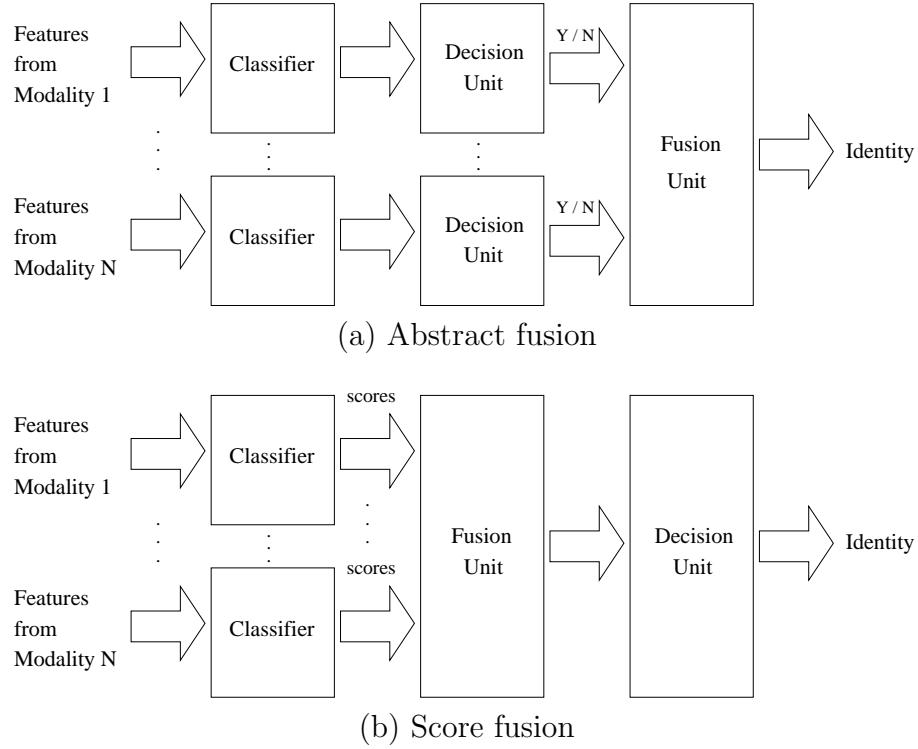 Features
from
Modality 1
Classifier
Decision
Unit
Y / N
Features
from
Modality N
Classifier
Decision
Unit
Y / N
Fusion
Unit
Identity
(a) Abstract fusion
Features
from
Modality 1
Classifier
scores
Features
from
Modality N
Classifier
scores
Fusion
Unit
Decision
Unit
Identity
(b) Score fusion